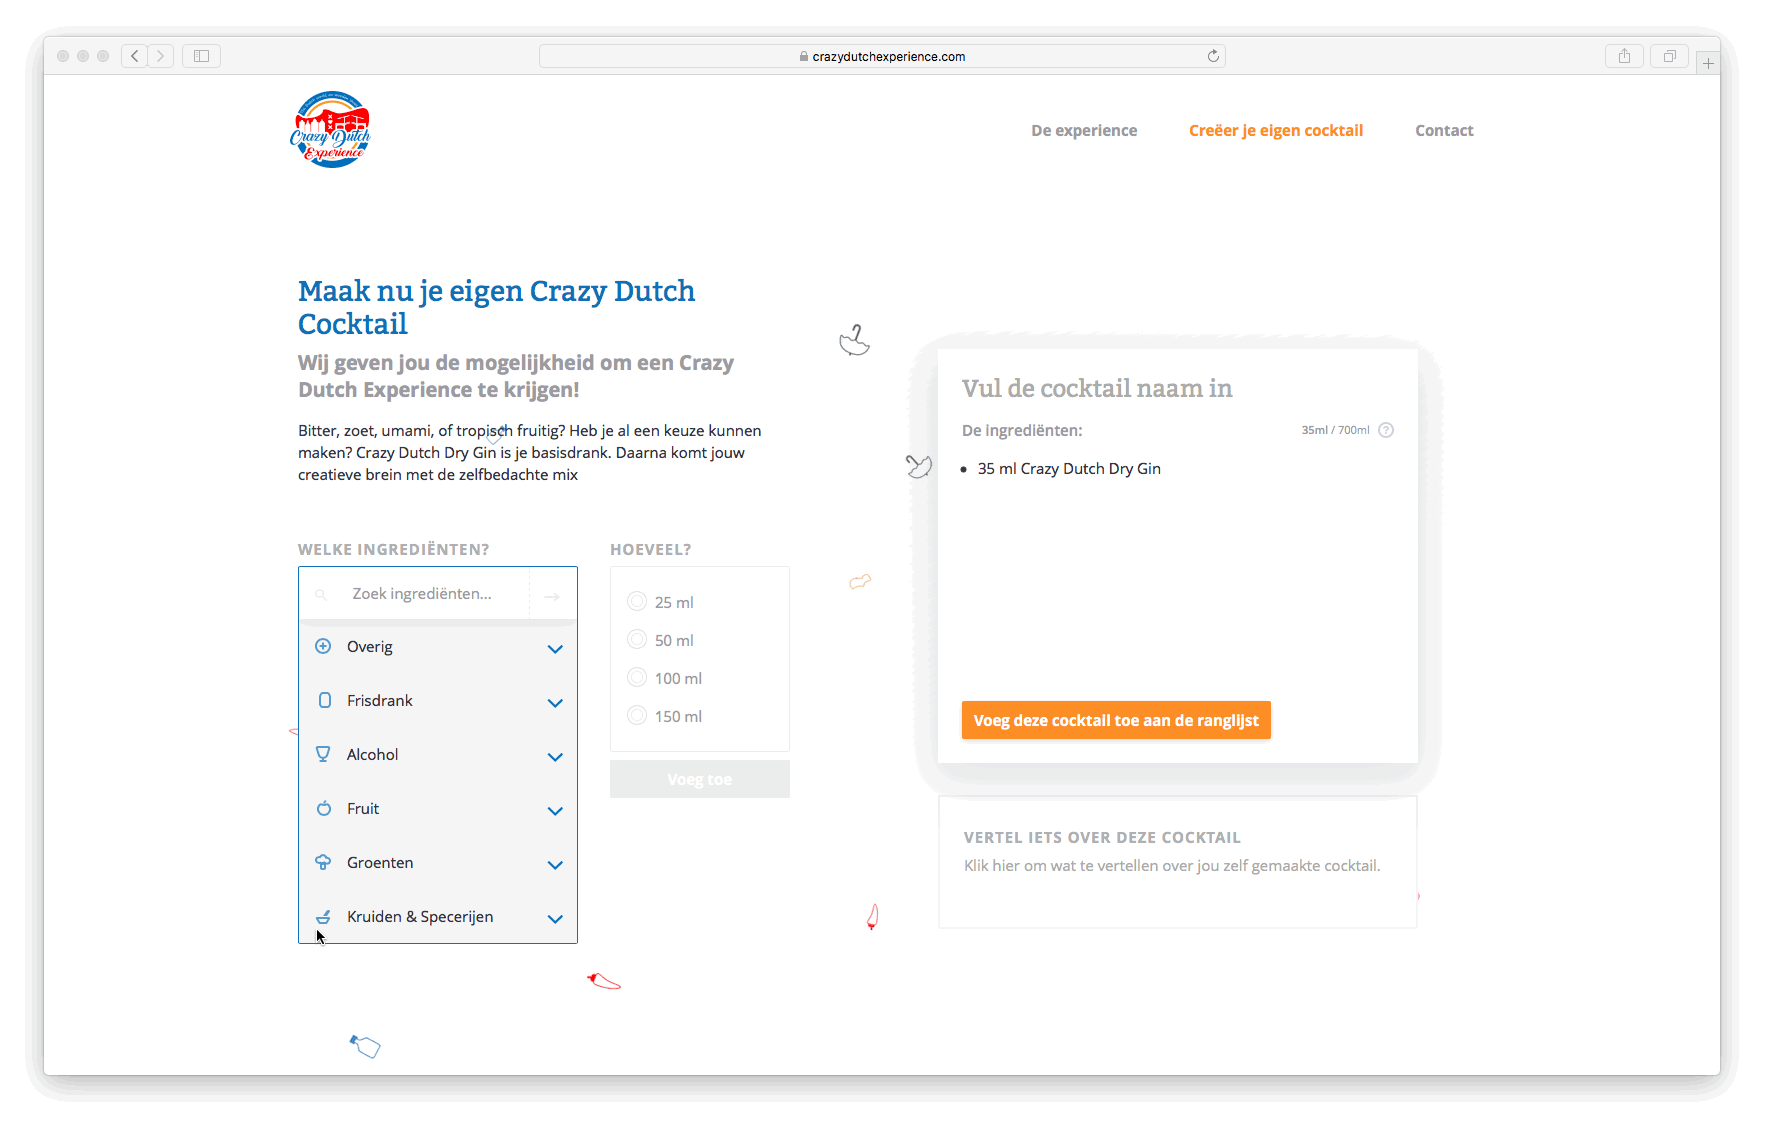 crazydutchexperience.com
Crazy Dutch
Experience
De experience
Creëer je eigen cocktail
Contact
Maak nu je eigen Crazy Dutch
Cocktail
Wij geven jou de mogelijkheid om een Crazy
Dutch Experience te krijgen!
Bitter, zoet, umami, of tropisch fruitig? Heb je al een keuze kunnen
maken? Crazy Dutch Dry Gin is je basisdrank. Daarna komt jouw
creatieve brein met de zelfbedachte mix
WELKE INGREDIËNTEN?
Zoek ingrediënten...
Overig
Frisdrank
Alcohol
Fruit
Groenten
Kruiden & Specerijen
HOEVEEL?
25 ml
50 ml
100 ml
150 ml
Voeg toe
Vul de cocktail naam in
De ingrediënten:
35ml / 700ml ?
• 35 ml Crazy Dutch Dry Gin
Voeg deze cocktail toe aan de ranglijst
VERTEL IETS OVER DEZE COCKTAIL
Klik hier om wat te vertellen over jou zelf gemaakte cocktail.